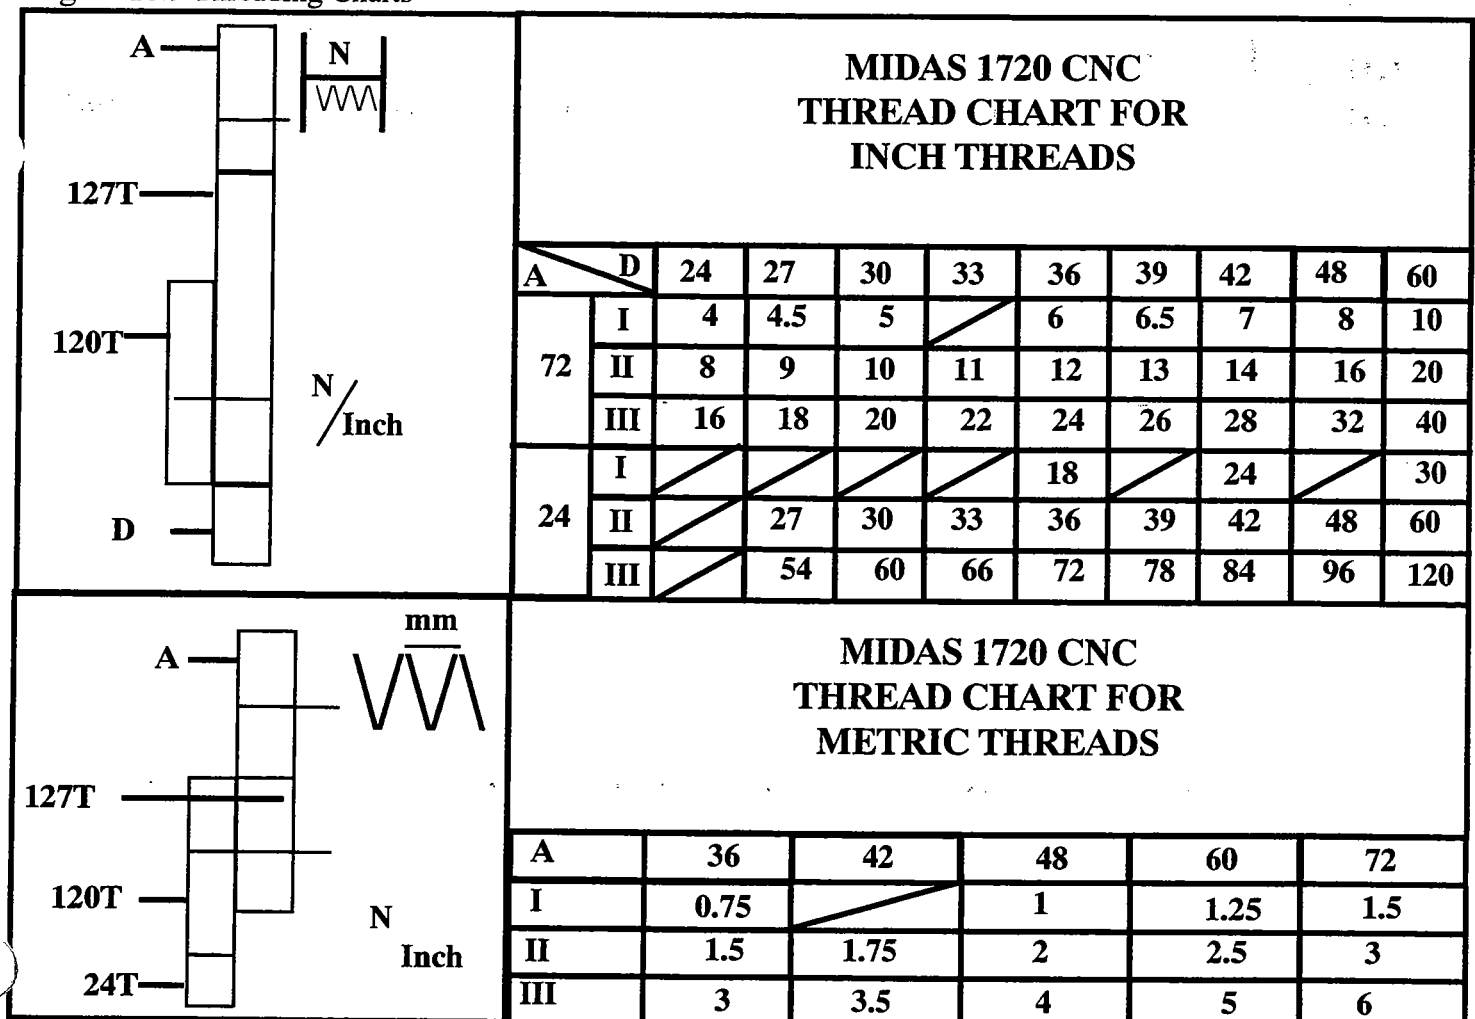 A
N
127T
120T
N/Inch
D
MIDAS 1720 CNC
THREAD CHART FOR
INCH THREADS
A D 24 27 30 33 36 39 42 48 60
72 I 4 4.5 5 6 6.5 7 8 10
II 8 9 10 11 12 13 14 16 20
III 16 18 20 22 24 26 28 32 40
24 I 18 24 30
II 27 30 33 36 39 42 48 60
III 54 60 66 72 78 84 96 120
mm
A
127T
120T
N
Inch
24T
MIDAS 1720 CNC
THREAD CHART FOR
METRIC THREADS
A 36 42 48 60 72
I 0.75 1 1.25 1.5
II 1.5 1.75 2 2.5 3
III 3 3.5 4 5 6